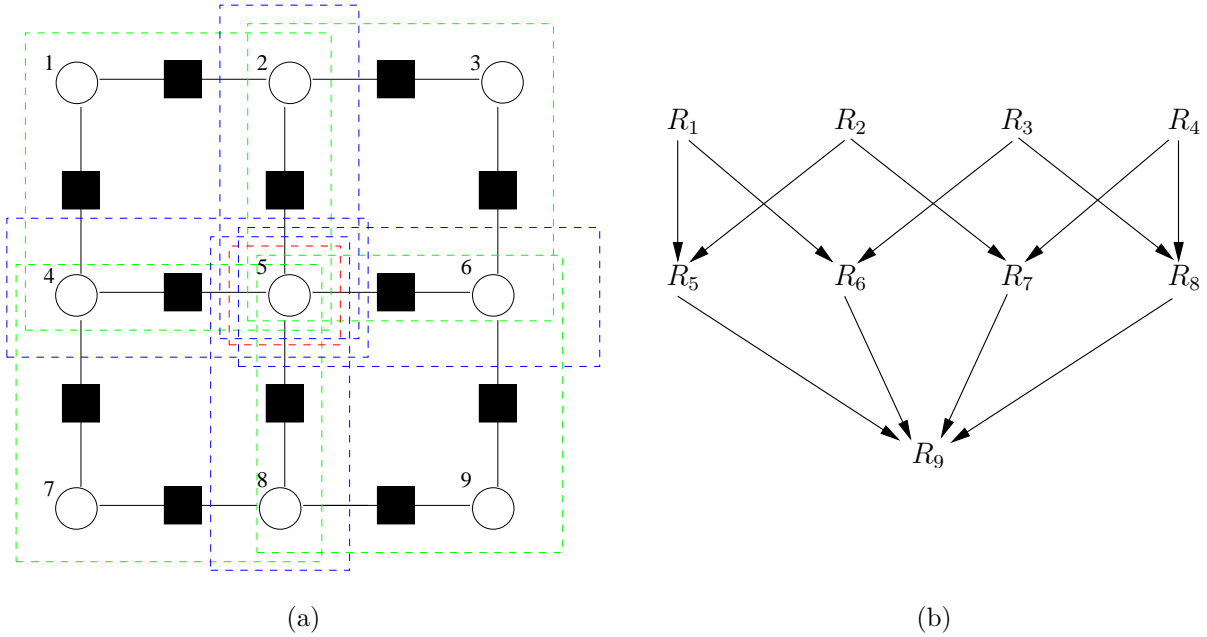 1 2 3
4 5 6
7 8 9
(a)
R₁ R₂ R₃ R₄
R₅ R₆ R₇ R₈
R₉
(b)